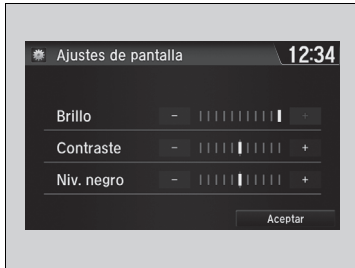 Ajustes de pantalla 12:34
Brillo - +
Contraste - +
Niv. negro - +
Aceptar